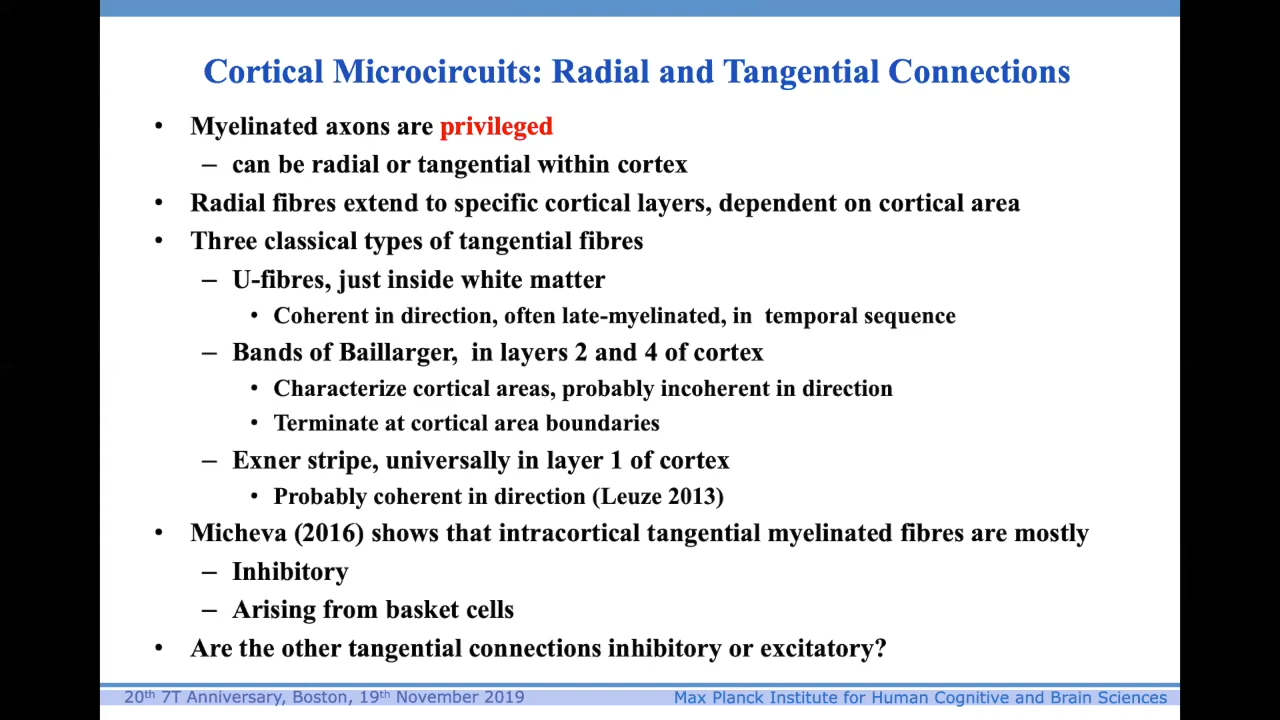 Cortical Microcircuits: Radial and Tangential Connections
• Myelinated axons are privileged
– can be radial or tangential within cortex
• Radial fibres extend to specific cortical layers, dependent on cortical area
• Three classical types of tangential fibres
– U-fibres, just inside white matter
• Coherent in direction, often late-myelinated, in temporal sequence
– Bands of Baillarger, in layers 2 and 4 of cortex
• Characterize cortical areas, probably incoherent in direction
• Terminate at cortical area boundaries
– Exner stripe, universally in layer 1 of cortex
• Probably coherent in direction (Leuze 2013)
• Micheva (2016) shows that intracortical tangential myelinated fibres are mostly
– Inhibitory
– Arising from basket cells
• Are the other tangential connections inhibitory or excitatory?
20th 7T Anniversary, Boston, 19th November 2019
Max Planck Institute for Human Cognitive and Brain Sciences